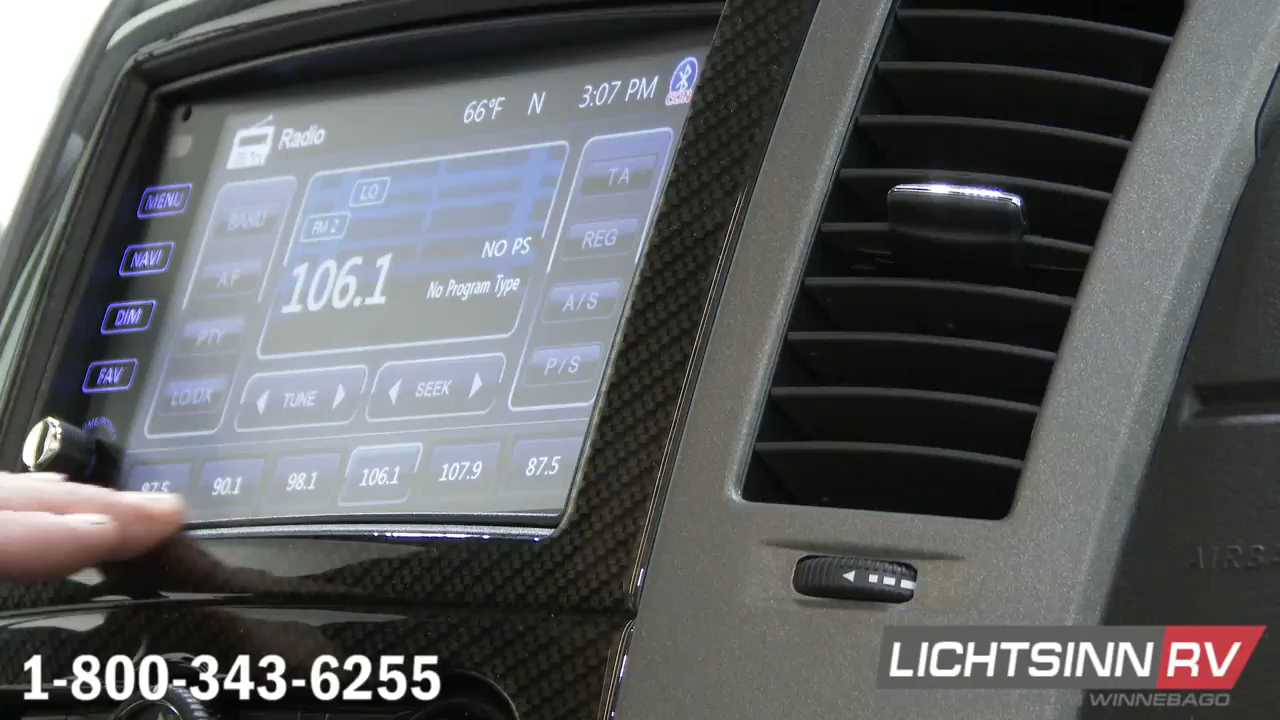 66°F N 3:07 PM
Radio
MENU
NAVI
DIM
FAV
BAND
AF
PTY
LO/DX
LO
FM 2
NO PS
106.1
No Program Type
TUNE
SEEK
TA
REG
A/S
P/S
87.5 90.1 98.1 106.1 107.9 87.5
1-800-343-6255
LICHTSINN RV
WINNEBAGO